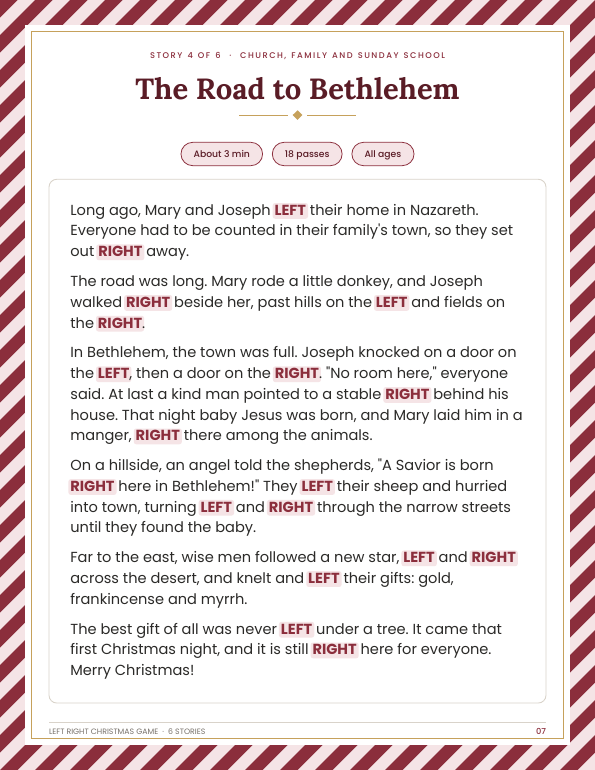 STORY 4 OF 6 · CHURCH, FAMILY AND SUNDAY SCHOOL
The Road to Bethlehem
About 3 min
18 passes
All ages
Long ago, Mary and Joseph LEFT their home in Nazareth.
Everyone had to be counted in their family's town, so they set
out RIGHT away.
The road was long. Mary rode a little donkey, and Joseph
walked RIGHT beside her, past hills on the LEFT and fields on
the RIGHT.
In Bethlehem, the town was full. Joseph knocked on a door on
the LEFT, then a door on the RIGHT. "No room here," everyone
said. At last a kind man pointed to a stable RIGHT behind his
house. That night baby Jesus was born, and Mary laid him in a
manger, RIGHT there among the animals.
On a hillside, an angel told the shepherds, "A Savior is born
RIGHT here in Bethlehem!" They LEFT their sheep and hurried
into town, turning LEFT and RIGHT through the narrow streets
until they found the baby.
Far to the east, wise men followed a new star, LEFT and RIGHT
across the desert, and knelt and LEFT their gifts: gold,
frankincense and myrrh.
The best gift of all was never LEFT under a tree. It came that
first Christmas night, and it is still RIGHT here for everyone.
Merry Christmas!
LEFT RIGHT CHRISTMAS GAME · 6 STORIES
07